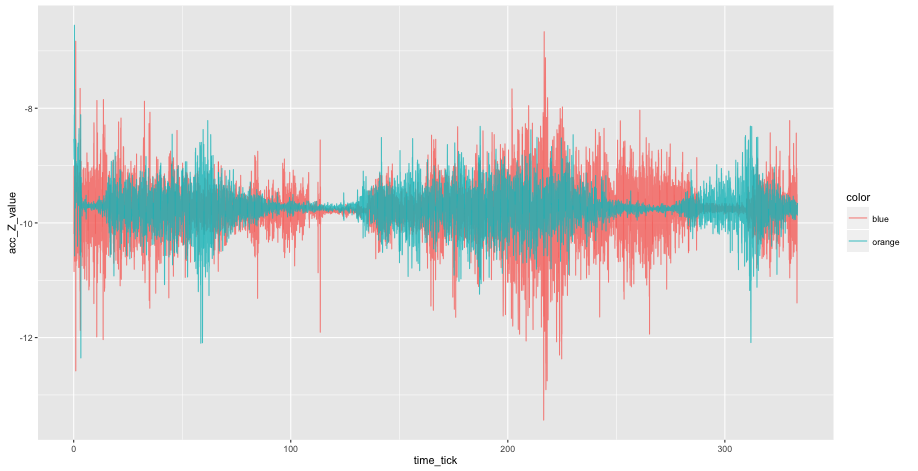 -8
-10
-12
acc_Z_value
0
100
200
300
time_tick
color
blue
orange